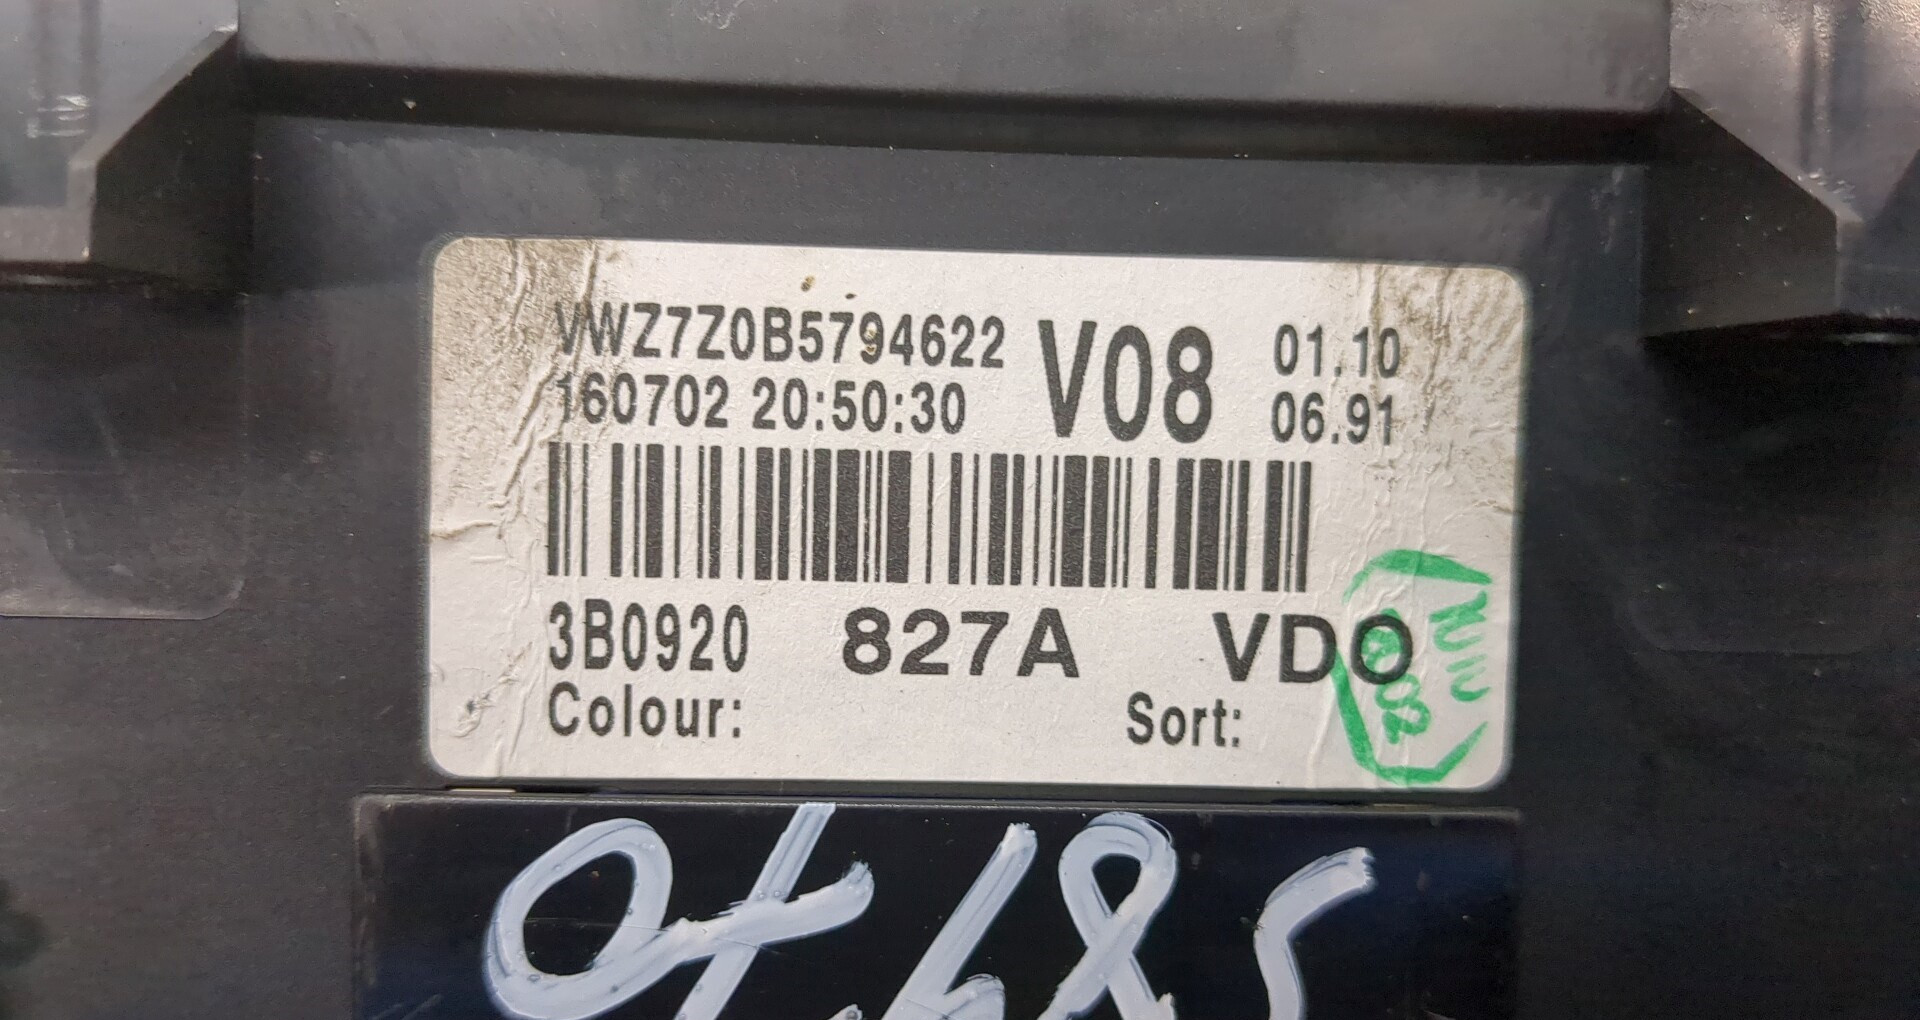 VWZ7Z0B5794622 V08 01.10
160702 20:50:30 06.91
3B0920 827A VDO
Colour: Sort: